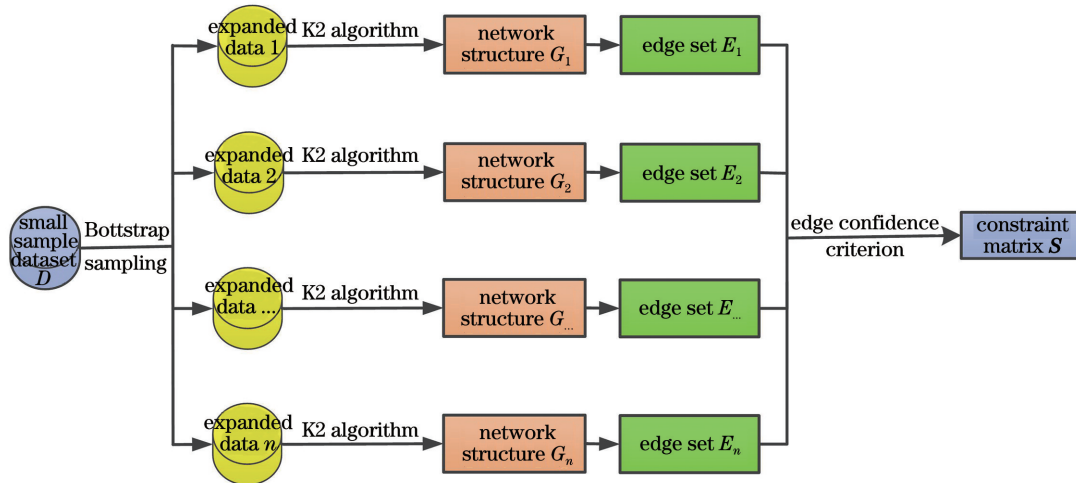 small
sample
dataset
D
Bottstrap
sampling
expanded
data 1
K2 algorithm
network
structure G₁
edge set E₁
expanded
data 2
K2 algorithm
network
structure G₂
edge set E₂
expanded
data ...
K2 algorithm
network
structure G...
edge set E...
expanded
data n
K2 algorithm
network
structure Gₙ
edge set Eₙ
edge confidence
criterion
constraint
matrix S